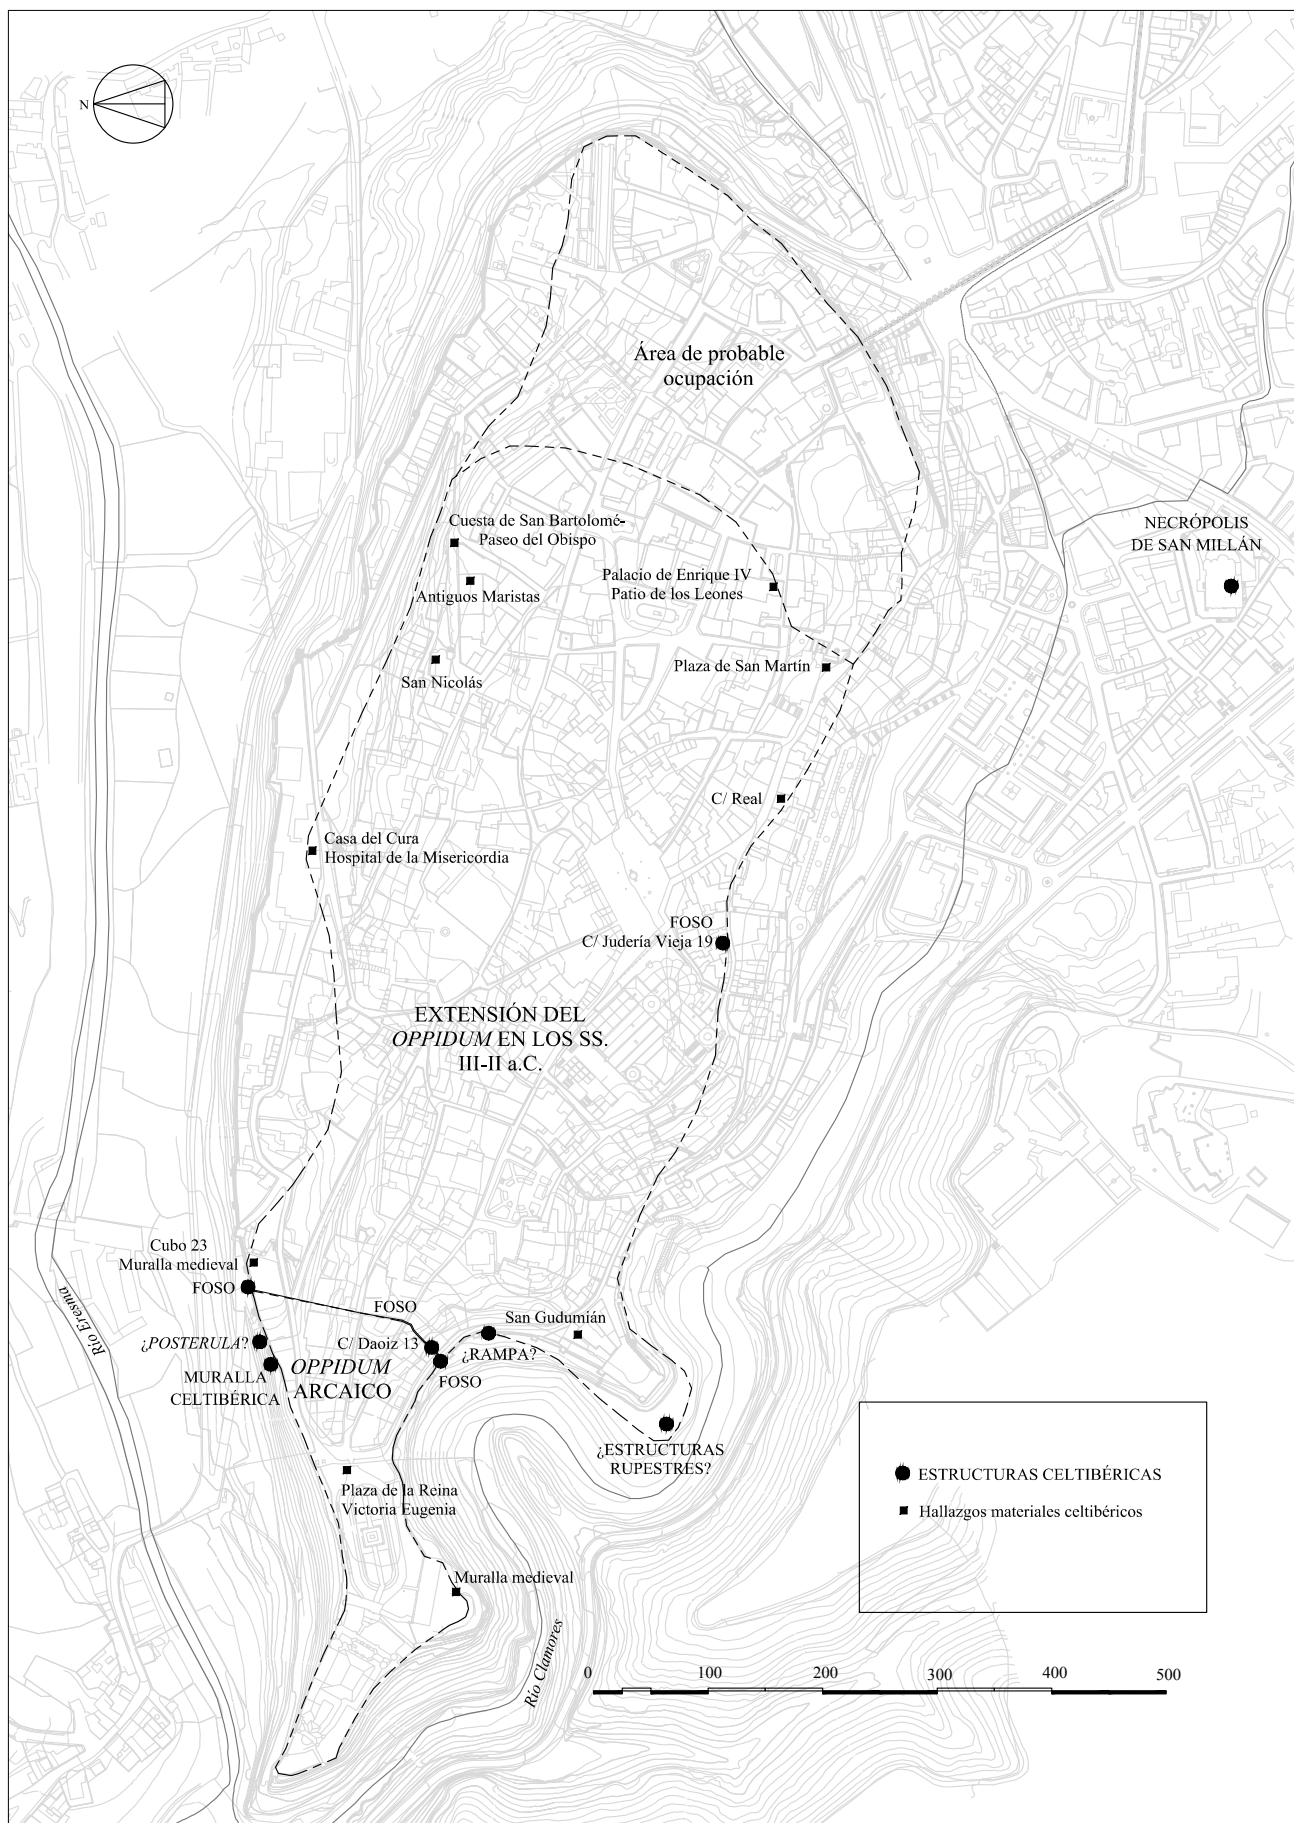 N
Área de probable
ocupación
Cuesta de San Bartolomé-
Paseo del Obispo
NECRÓPOLIS
DE SAN MILLÁN
Palacio de Enrique IV
Patio de los Leones
Antiguos Maristas
Plaza de San Martín
San Nicolás
C/ Real
Casa del Cura
Hospital de la Misericordia
FOSO
C/ Judería Vieja 19
EXTENSIÓN DEL
OPPIDUM EN LOS SS.
III-II a.C.
Cubo 23
Muralla medieval
FOSO
Río Eresma
FOSO
San Gudumián
¿POSTERULA?
C/ Daoiz 13
¿RAMPA?
OPPIDUM
ARCAICO
FOSO
MURALLA
CELTIBÉRICA
¿ESTRUCTURAS
RUPESTRES?
Plaza de la Reina
Victoria Eugenia
ESTRUCTURAS CELTIBÉRICAS
Hallazgos materiales celtibéricos
Muralla medieval
Río Clamores
0 100 200 300 400 500